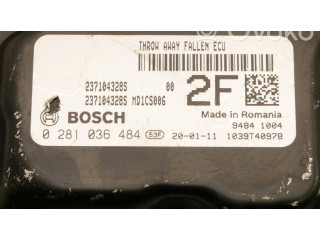 THROW AWAY FALLEN ECU
237104328S 00
237104328S MD1CS006
2F
BOSCH
Made in Romania
9484 1004
0 281 036 484 S3F 20-01-11 1039T40978